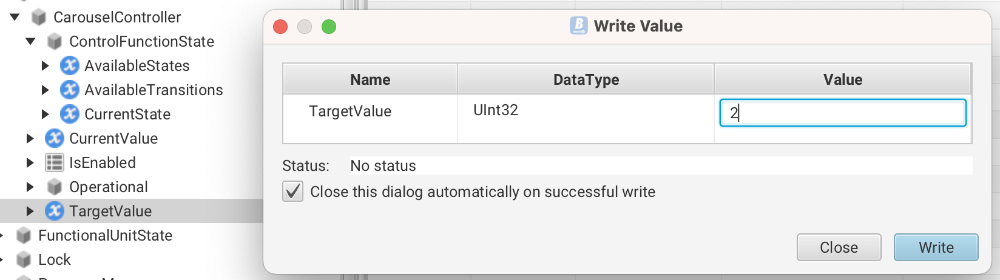 CarouselController
ControlFunctionState
AvailableStates
AvailableTransitions
CurrentState
CurrentValue
IsEnabled
Operational
TargetValue
FunctionalUnitState
Lock
Write Value
Name DataType Value
TargetValue UInt32 2
Status: No status
Close this dialog automatically on successful write
Close Write